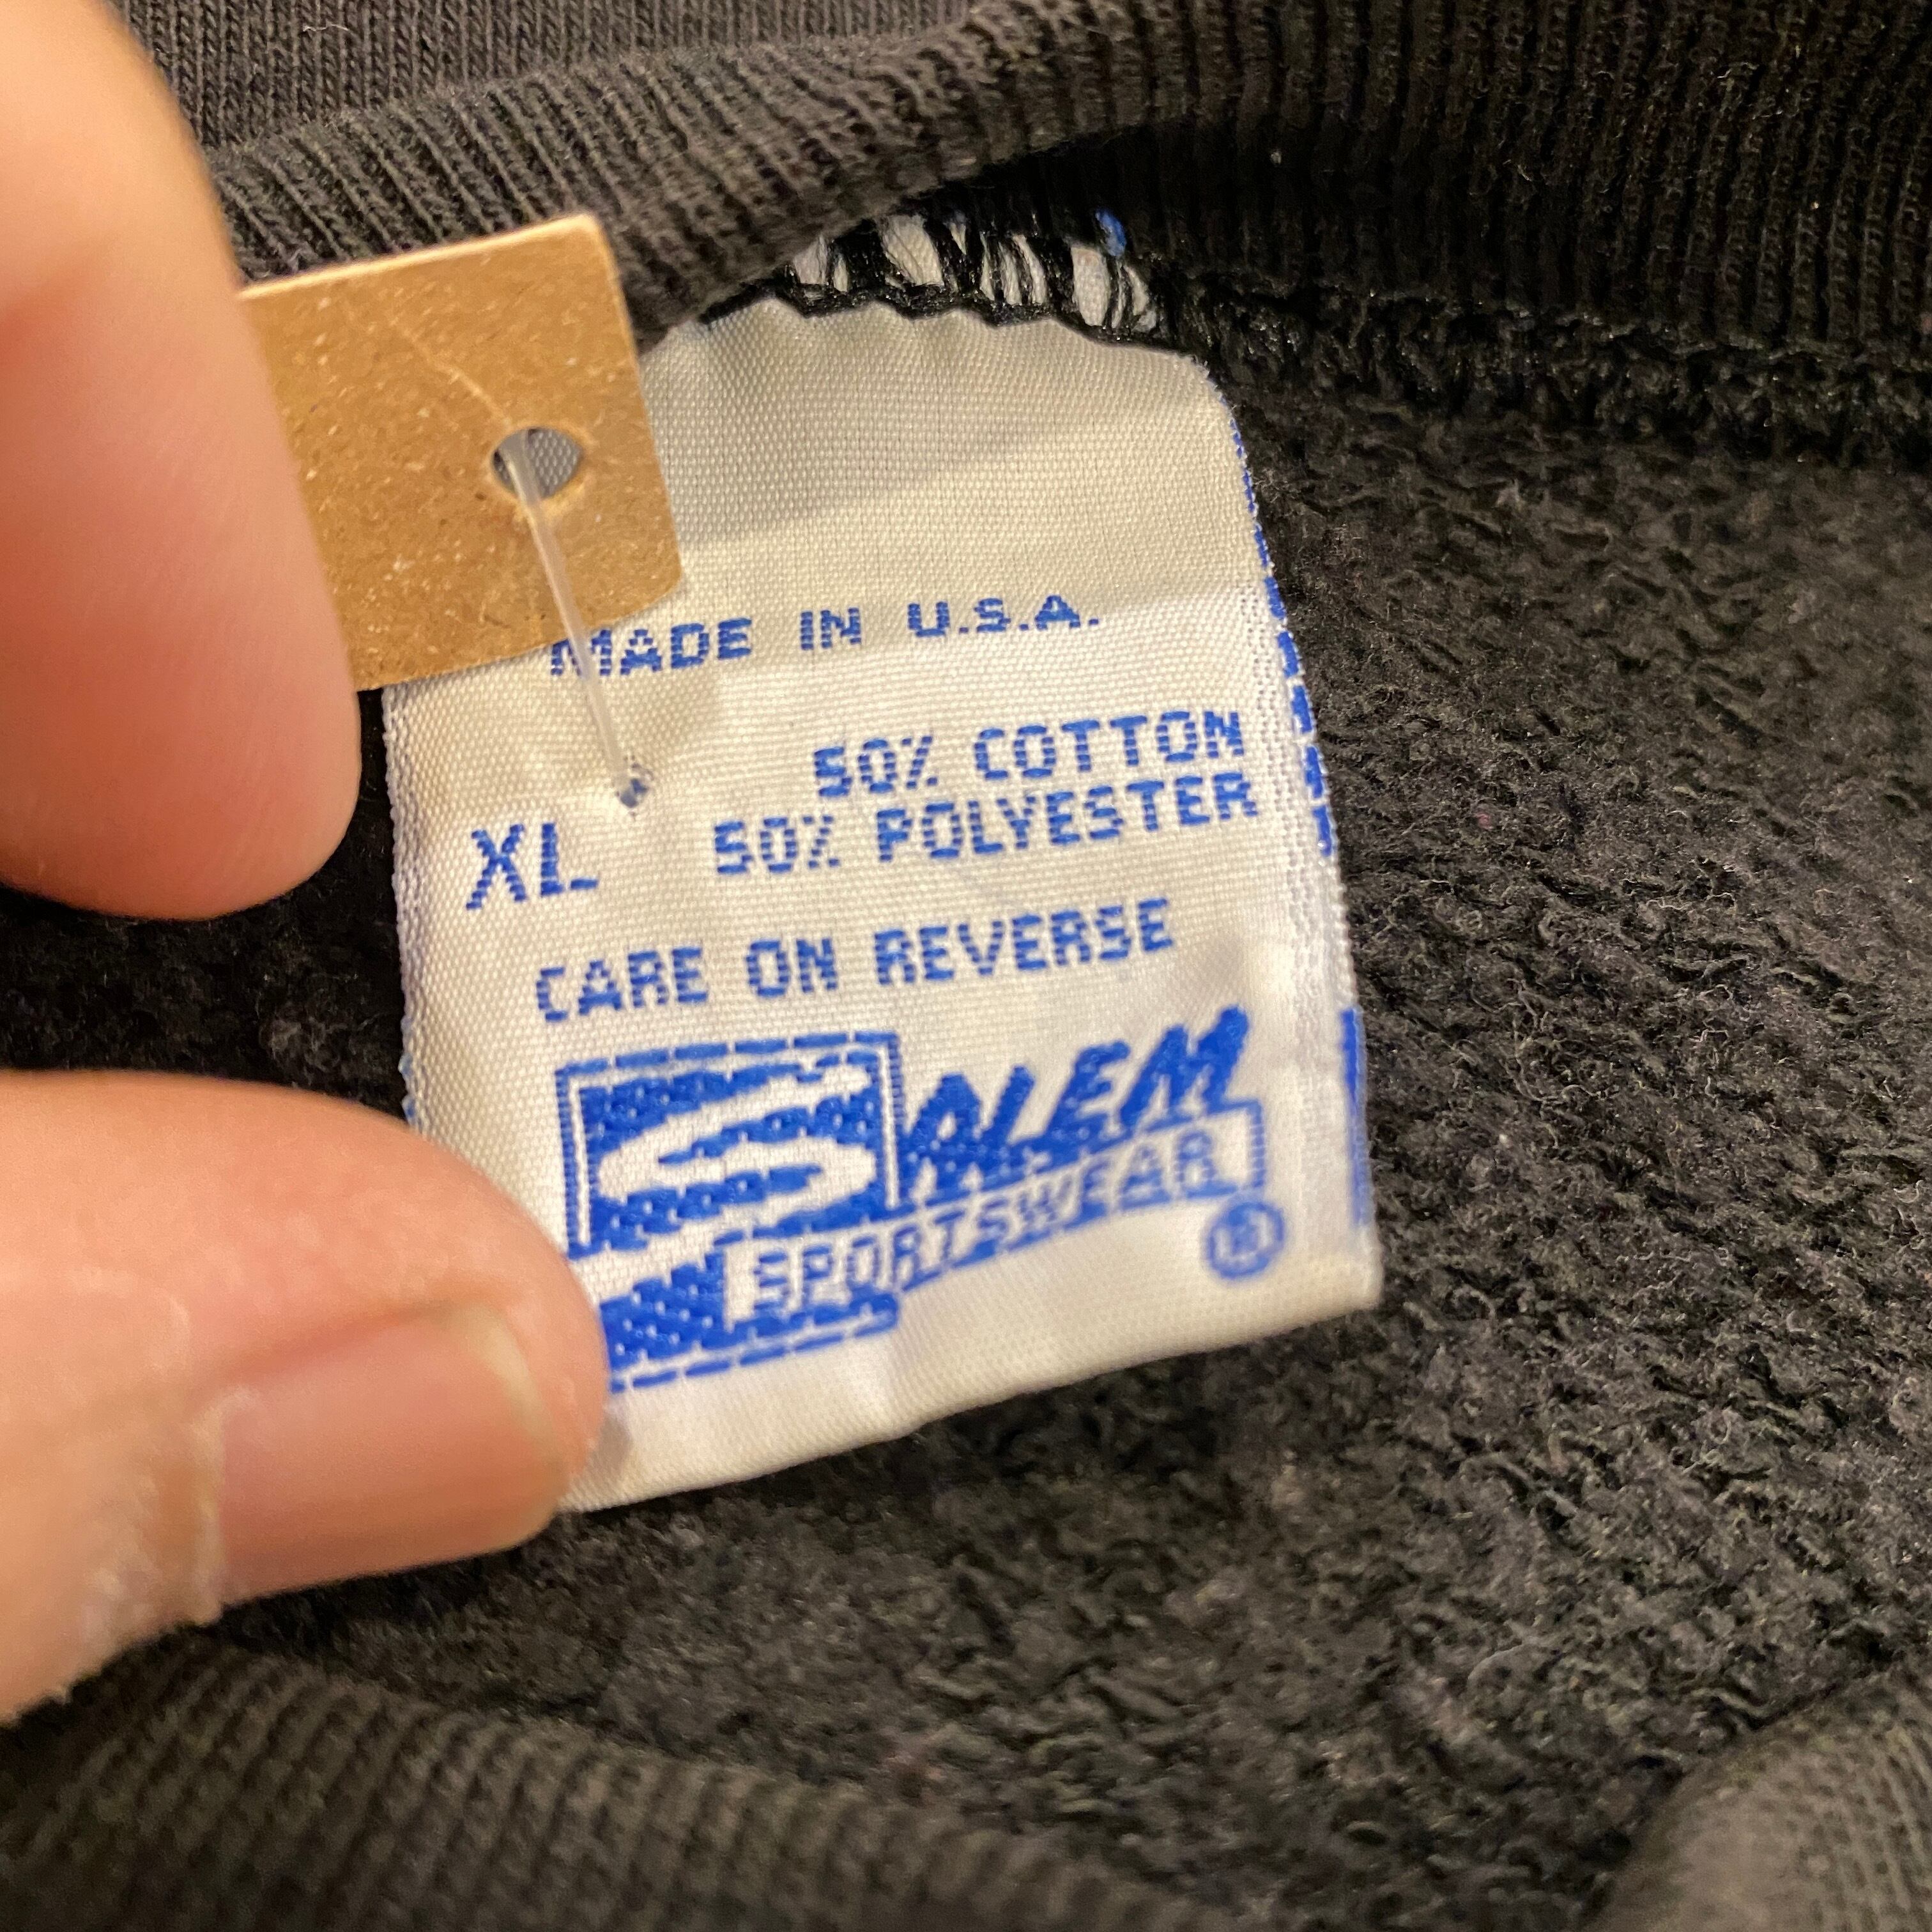 MADE IN U.S.A.
50% COTTON
XL 50% POLYESTER
CARE ON REVERSE
SALEM
SPORTSWEAR ®